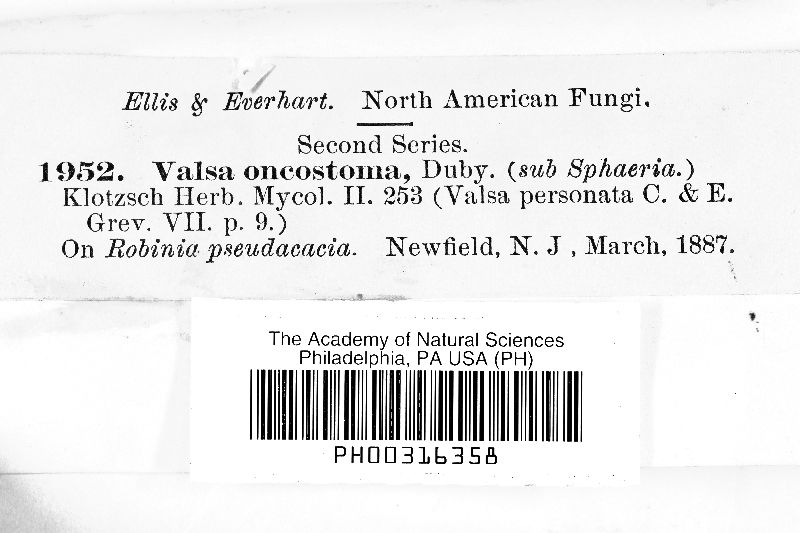 Ellis & Everhart. North American Fungi.
Second Series.
1952. Valsa oncostoma, Duby. (sub Sphaeria.)
Klotzsch Herb. Mycol. II. 253 (Valsa personata C. & E.
Grev. VII. p. 9.)
On Robinia pseudacacia. Newfield, N. J , March, 1887.
The Academy of Natural Sciences
Philadelphia, PA USA (PH)
PH00316358